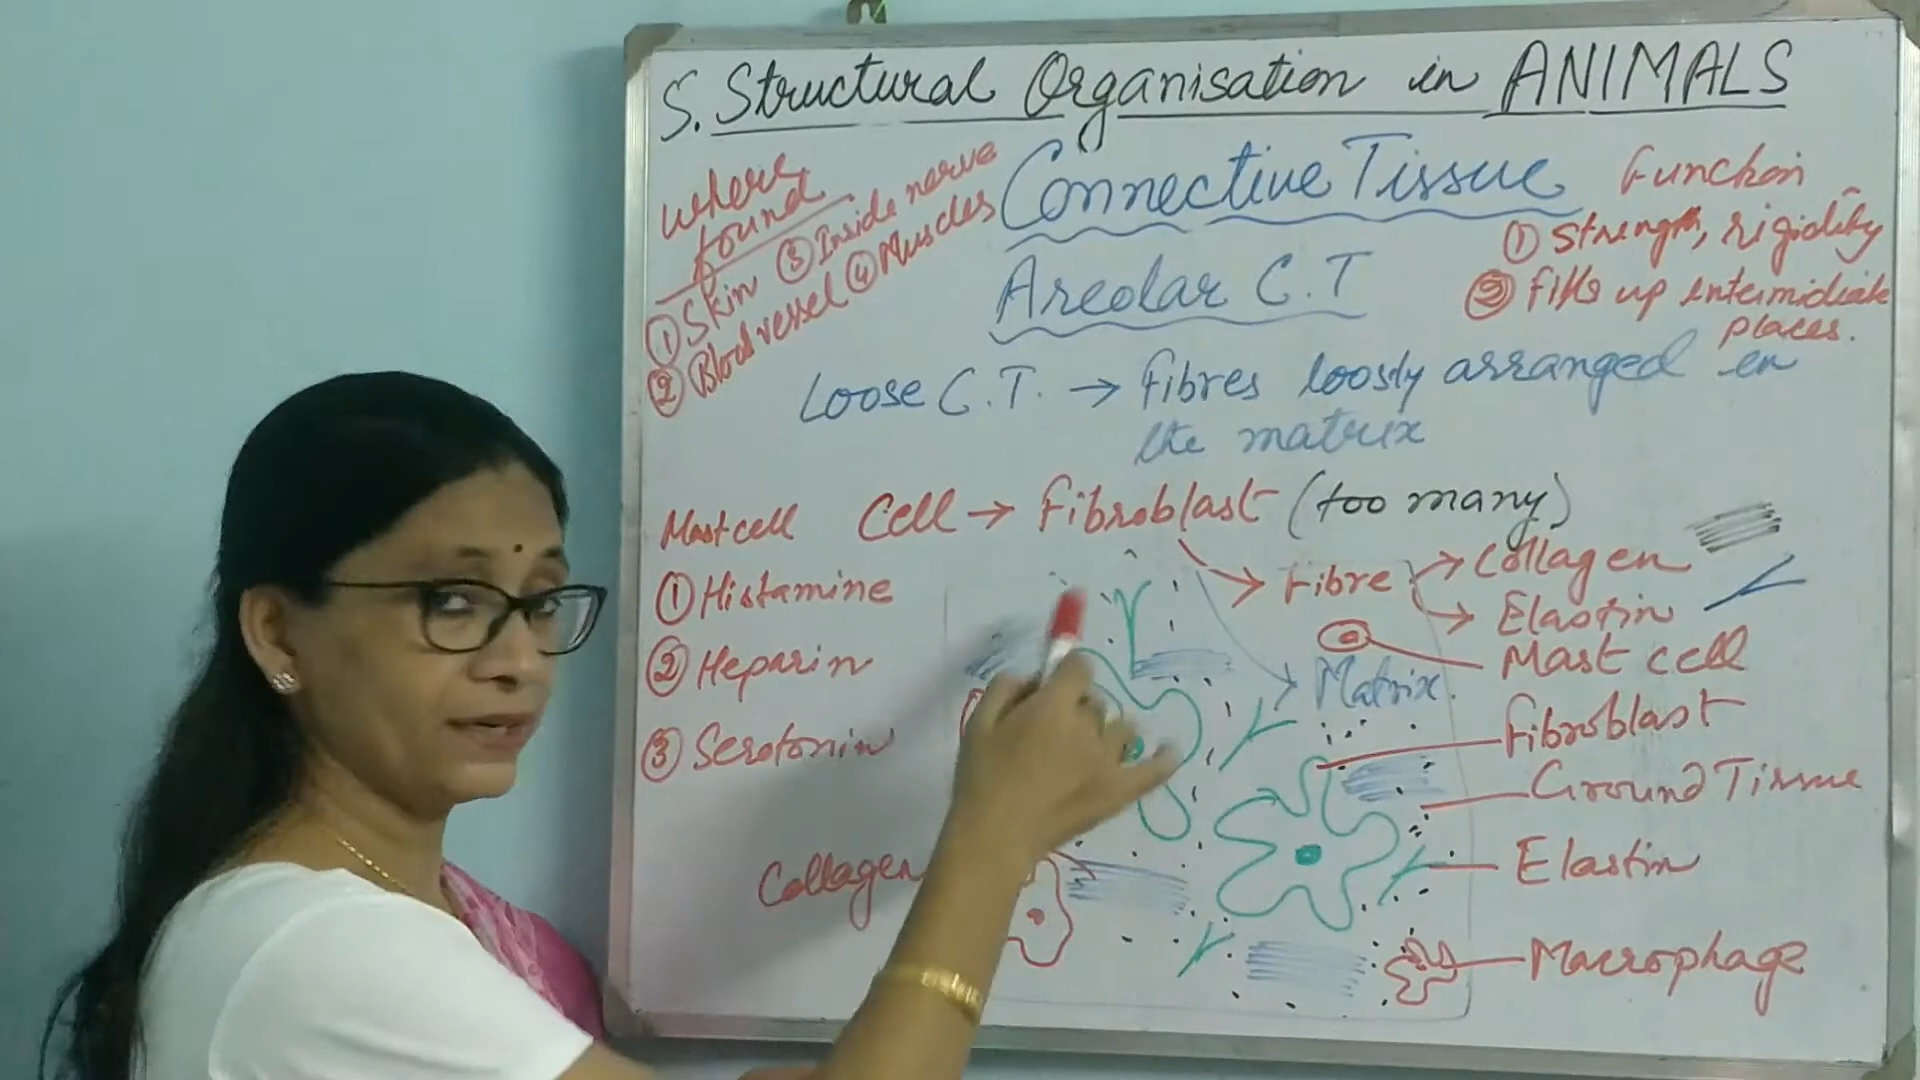 5. Structural Organisation in ANIMALS
Connective Tissue
Areolar C.T
where
found
① Skin ③ Inside nerve
② Blood vessel ④ Muscles
Function
① Strength, rigidity
② fills up intermidiate
places.
Loose C.T. → fibres loosly arranged in
the matrix
Mast cell
① Histamine
② Heparin
③ Serotonin
Cell → Fibroblast (too many)
Fibre
Collagen
Elastin
Matrix.
Mast cell
Fibroblast
Ground Tissue
Elastin
Macrophage
Collagen